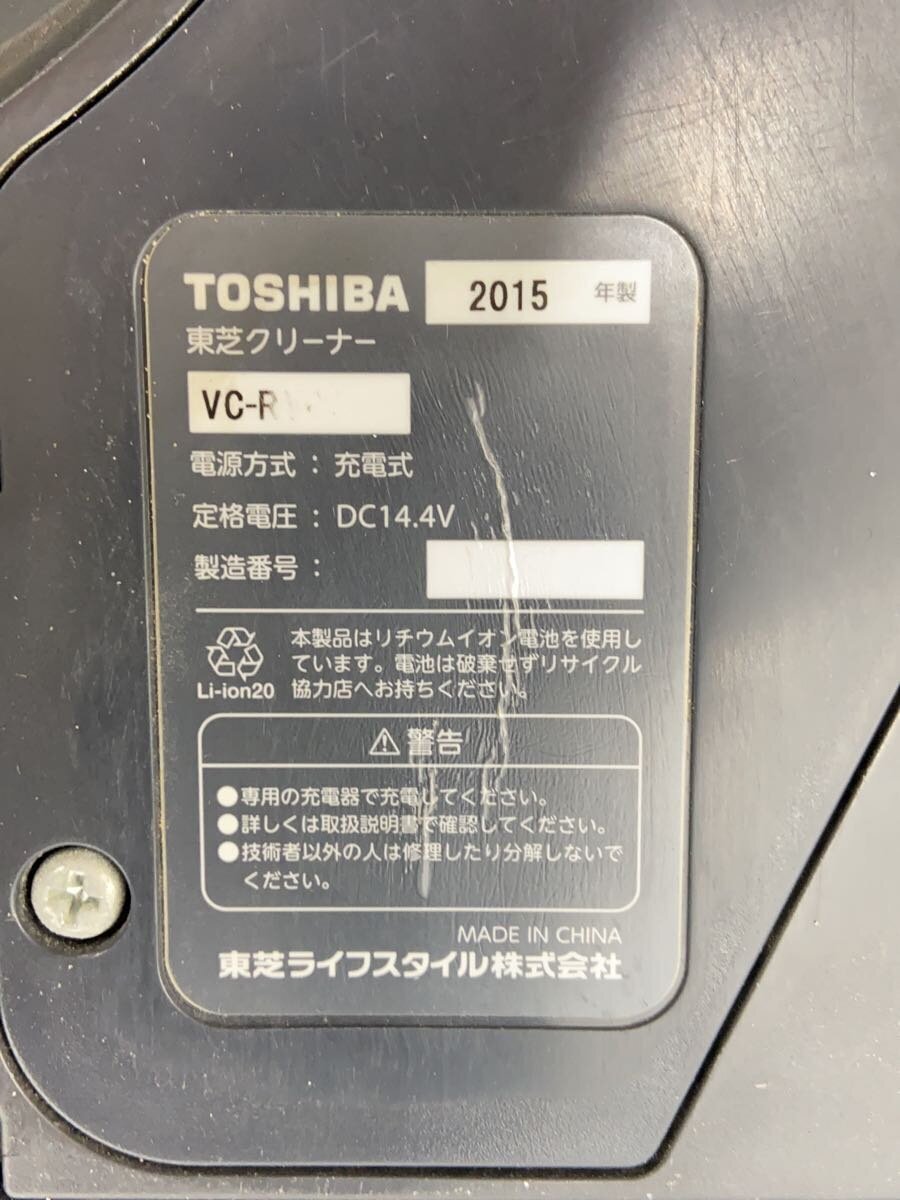 TOSHIBA 2015 年製
東芝クリーナー
VC-R
電源方式 : 充電式
定格電圧 : DC14.4V
製造番号 :
本製品はリチウムイオン電池を使用し
ています。電池は破棄せずリサイクル
Li-ion20 協力店へお持ちください。
⚠警告
●専用の充電器で充電してください。
●詳しくは取扱説明書で確認してください。
●技術者以外の人は修理したり分解しないで
ください。
MADE IN CHINA
東芝ライフスタイル株式会社